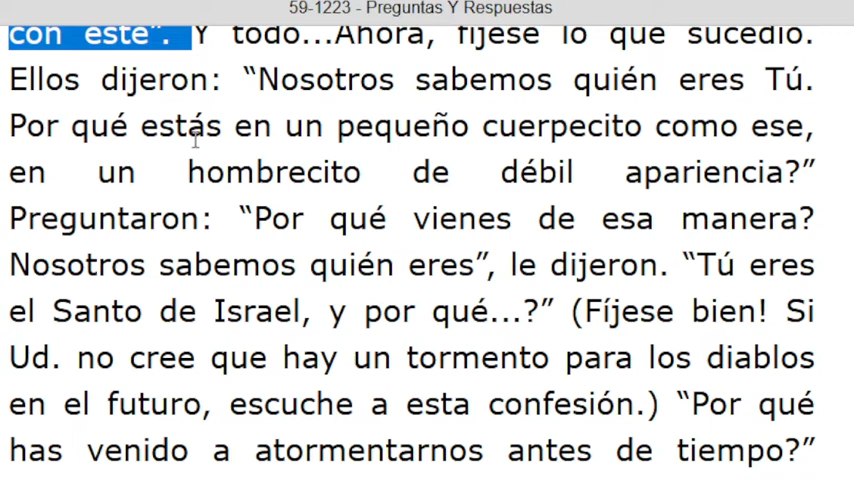 59-1223 - Preguntas Y Respuestas
con este”. Y todo...Ahora, fíjese lo que sucedió.
Ellos dijeron: “Nosotros sabemos quién eres Tú.
Por qué estás en un pequeño cuerpecito como ese,
en un hombrecito de débil apariencia?”
Preguntaron: “Por qué vienes de esa manera?
Nosotros sabemos quién eres”, le dijeron. “Tú eres
el Santo de Israel, y por qué...?” (Fíjese bien! Si
Ud. no cree que hay un tormento para los diablos
en el futuro, escuche a esta confesión.) “Por qué
has venido a atormentarnos antes de tiempo?”